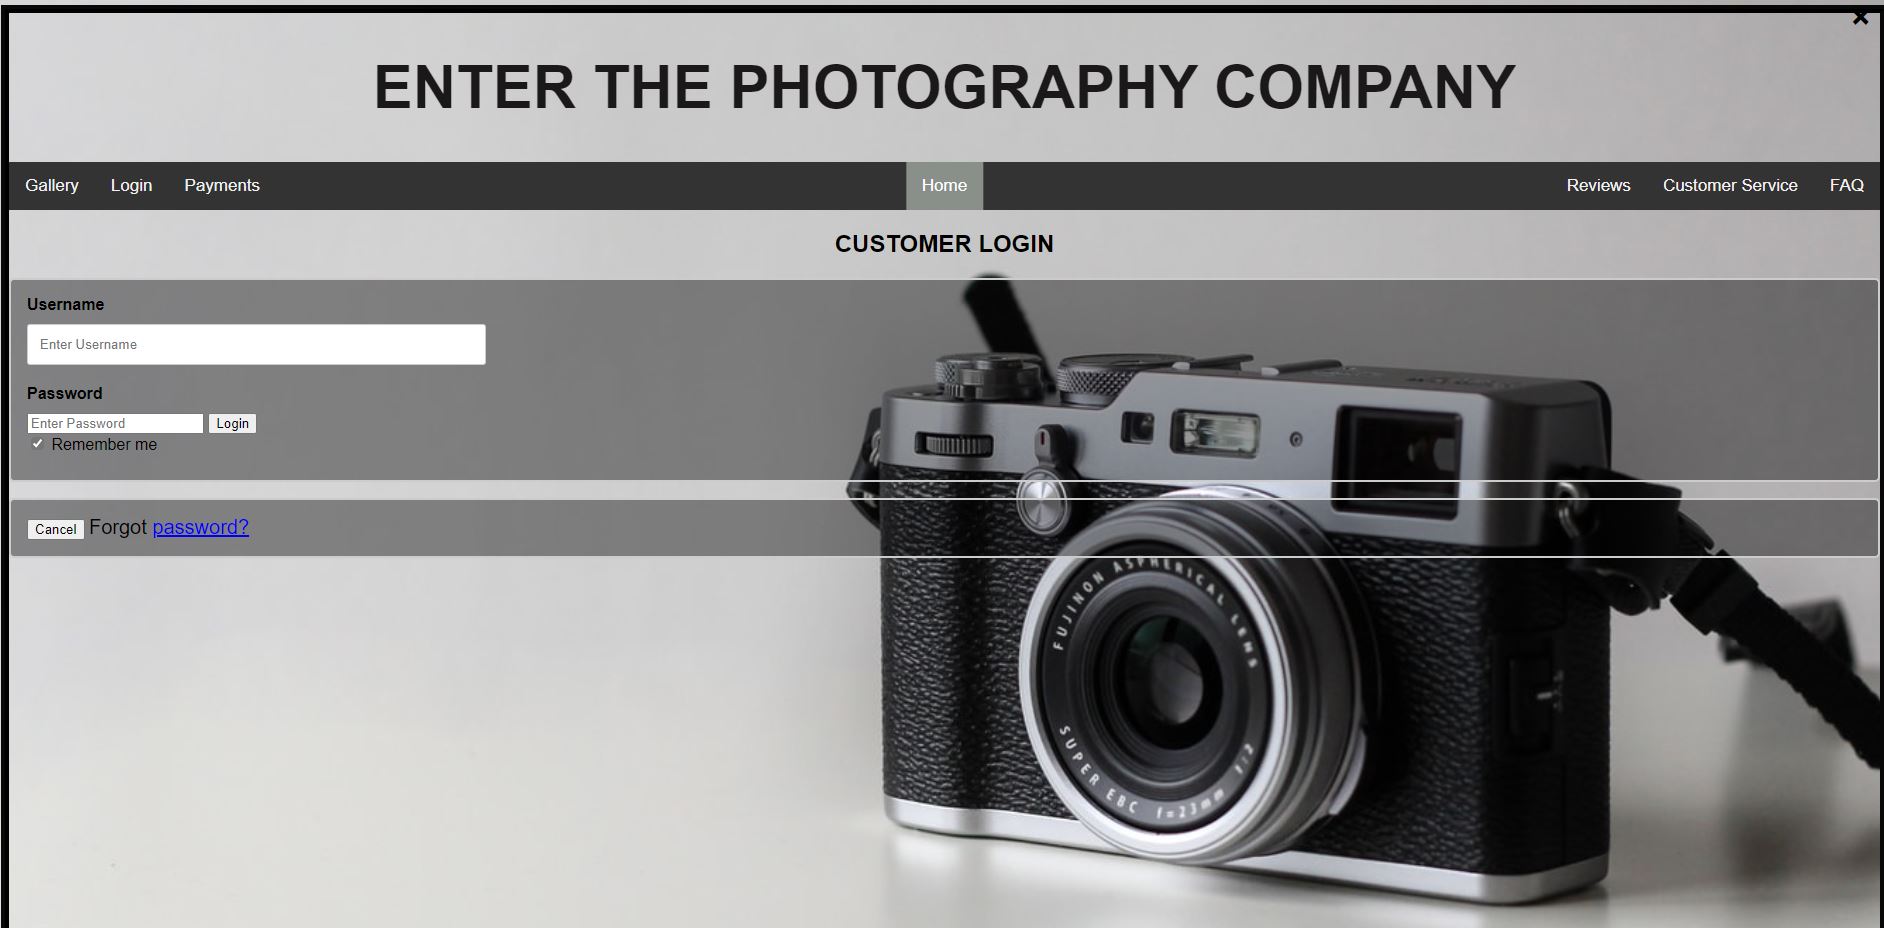 ×
ENTER THE PHOTOGRAPHY COMPANY
Gallery Login Payments Home Reviews Customer Service FAQ
CUSTOMER LOGIN
Username
Enter Username
Password
Enter Password Login
Remember me
Cancel Forgot password?
FUJINON ASPHERICAL LENS
SUPER EBC f=23mm f/2